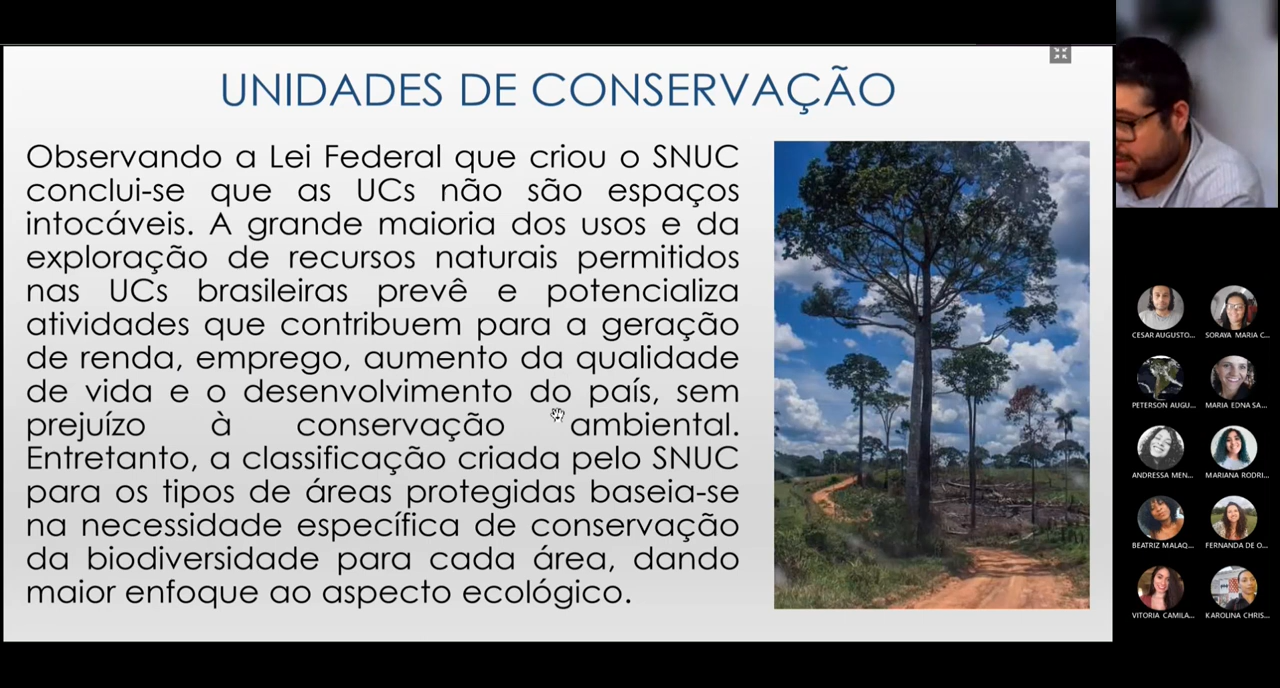 UNIDADES DE CONSERVAÇÃO
Observando a Lei Federal que criou o SNUC
conclui-se que as UCs não são espaços
intocáveis. A grande maioria dos usos e da
exploração de recursos naturais permitidos
nas UCs brasileiras prevê e potencializa
atividades que contribuem para a geração
de renda, emprego, aumento da qualidade
de vida e o desenvolvimento do país, sem
prejuízo à conservação ambiental.
Entretanto, a classificação criada pelo SNUC
para os tipos de áreas protegidas baseia-se
na necessidade específica de conservação
da biodiversidade para cada área, dando
maior enfoque ao aspecto ecológico.
CESAR AUGUSTO...
SORAYA MARIA C...
PETERSON AUGU...
MARIA EDNA SA...
ANDRESSA MEN...
MARIANA RODRI...
BEATRIZ MALAQ...
FERNANDA DE O...
VITORIA CAMILA...
KAROLINA CHRIS...